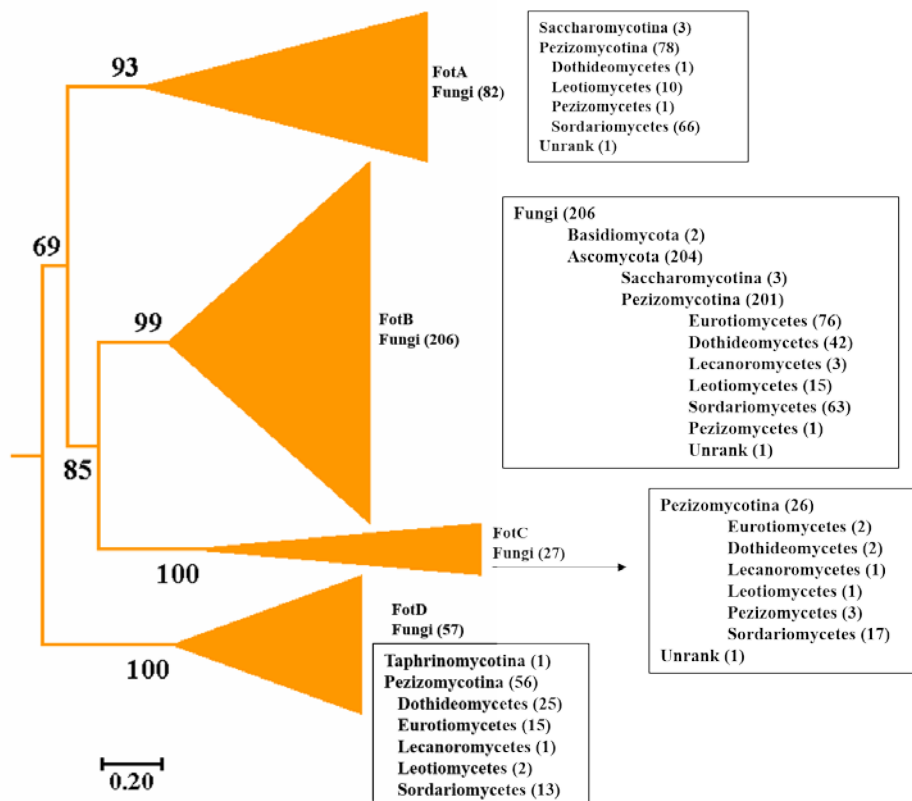 93
FotA
Fungi (82)
Saccharomycotina (3)
Pezizomycotina (78)
Dothideomycetes (1)
Leotiomycetes (10)
Pezizomycetes (1)
Sordariomycetes (66)
Unrank (1)
69
99
FotB
Fungi (206)
Fungi (206
Basidiomycota (2)
Ascomycota (204)
Saccharomycotina (3)
Pezizomycotina (201)
Eurotiomycetes (76)
Dothideomycetes (42)
Lecanoromycetes (3)
Leotiomycetes (15)
Sordariomycetes (63)
Pezizomycetes (1)
Unrank (1)
85
100
FotC
Fungi (27)
Pezizomycotina (26)
Eurotiomycetes (2)
Dothideomycetes (2)
Lecanoromycetes (1)
Leotiomycetes (1)
Pezizomycetes (3)
Sordariomycetes (17)
Unrank (1)
100
FotD
Fungi (57)
Taphrinomycotina (1)
Pezizomycotina (56)
Dothideomycetes (25)
Eurotiomycetes (15)
Lecanoromycetes (1)
Leotiomycetes (2)
Sordariomycetes (13)
0.20